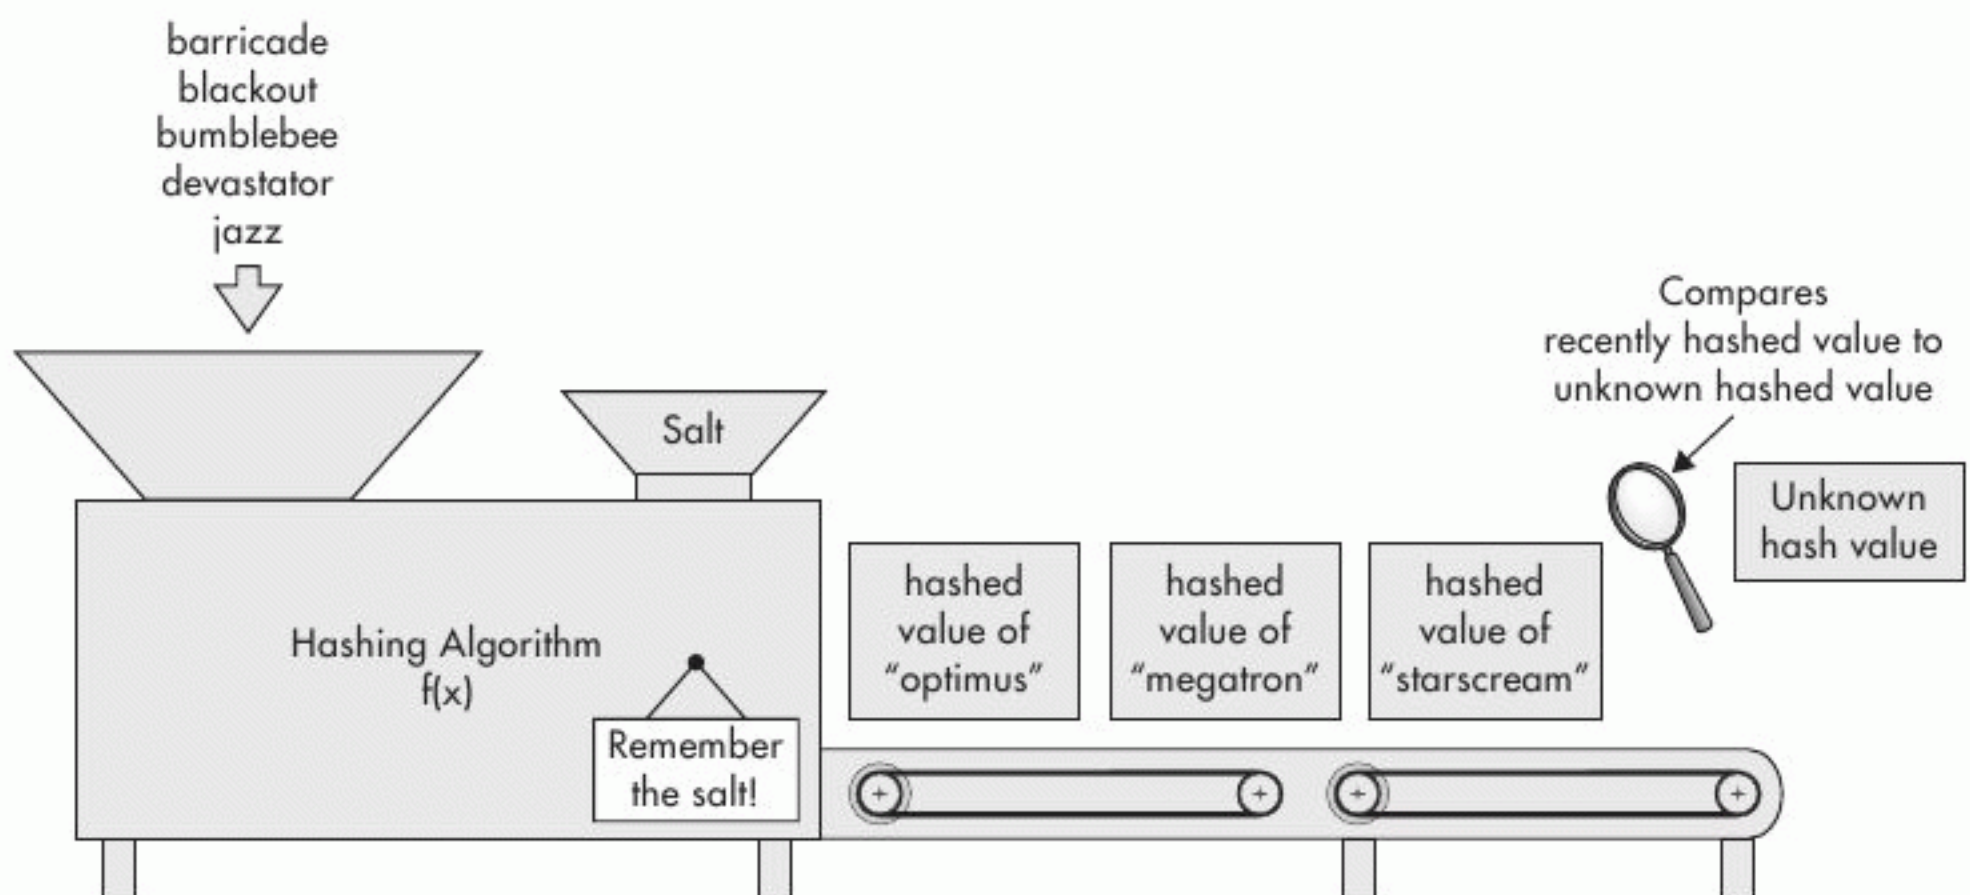 barricade
blackout
bumblebee
devastator
jazz
Salt
Hashing Algorithm
f(x)
Remember
the salt!
hashed
value of
“optimus”
hashed
value of
“megatron”
hashed
value of
“starscream”
Compares
recently hashed value to
unknown hashed value
Unknown
hash value